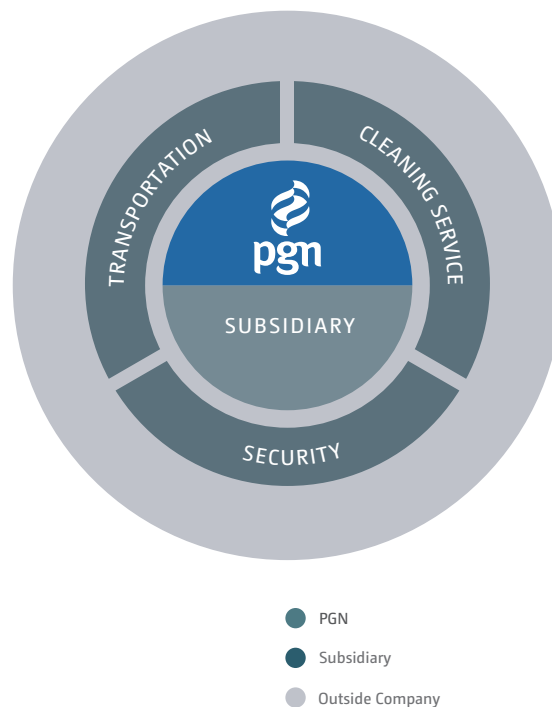 TRANSPORTATION
CLEANING SERVICE
pgn
SUBSIDIARY
SECURITY
PGN
Subsidiary
Outside Company